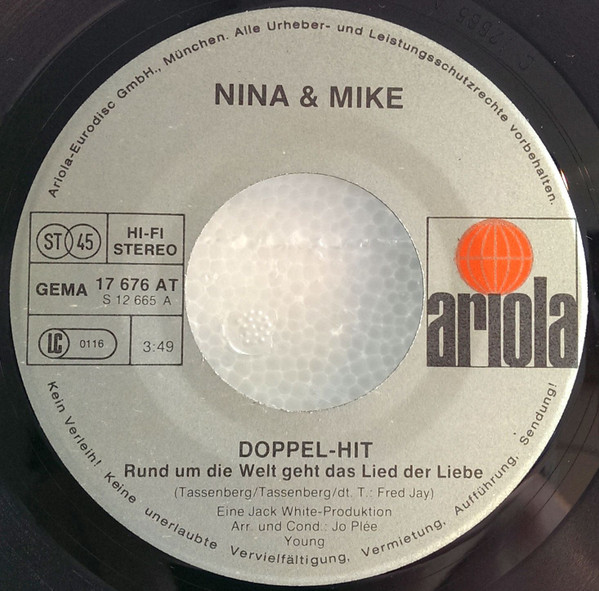 Ariola-Eurodisc GmbH., München. Alle Urheber- und Leistungsschutzrechte vorbehalten.
NINA & MIKE
ST 45
HI-FI
STEREO
GEMA 17 676 AT
S 12 665 A
LC 0116
3:49
ariola
DOPPEL-HIT
Rund um die Welt geht das Lied der Liebe
(Tassenberg/Tassenberg/dt. T.: Fred Jay)
Eine Jack White-Produktion
Arr. und Cond.: Jo Plée
Young
Kein Verleih! Keine unerlaubte Vervielfältigung, Vermietung, Aufführung, Sendung!